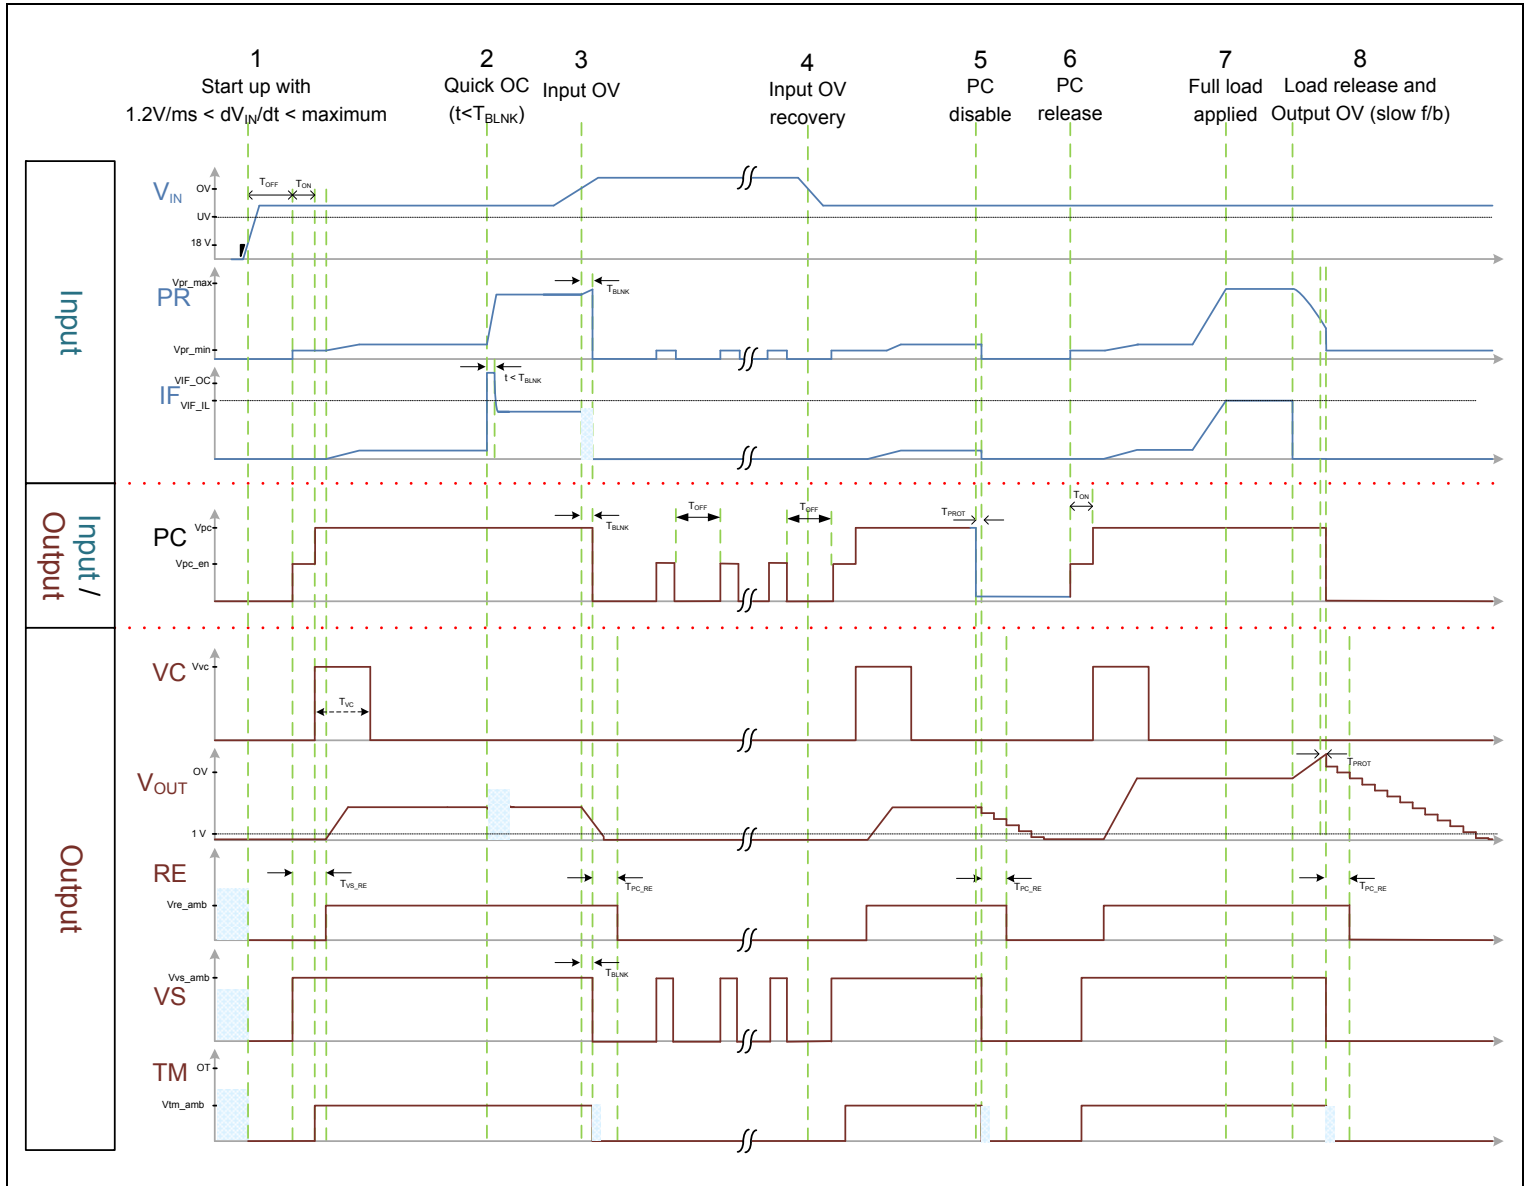 1
Start up with
1.2V/ms < dVIN/dt < maximum
2
Quick OC
(t<TBLNK)
3
Input OV
4
Input OV
recovery
5
PC
disable
6
PC
release
7
Full load
applied
8
Load release and
Output OV (slow f/b)
Input
VIN
OV
UV
18 V
TOFF
TON
PR
Vpr_max
Vpr_min
TBLNK
IF
VIF_OC
VIF_IL
t < TBLNK
Input /
Output
PC
Vpc
Vpc_en
TBLNK
TOFF
TOFF
TPROT
TON
Output
VC
Vvc
TVC
VOUT
OV
1 V
TPROT
RE
Vre_amb
TVS_RE
TPC_RE
TPC_RE
TPC_RE
VS
Vvs_amb
TBLNK
TM
OT
Vtm_amb